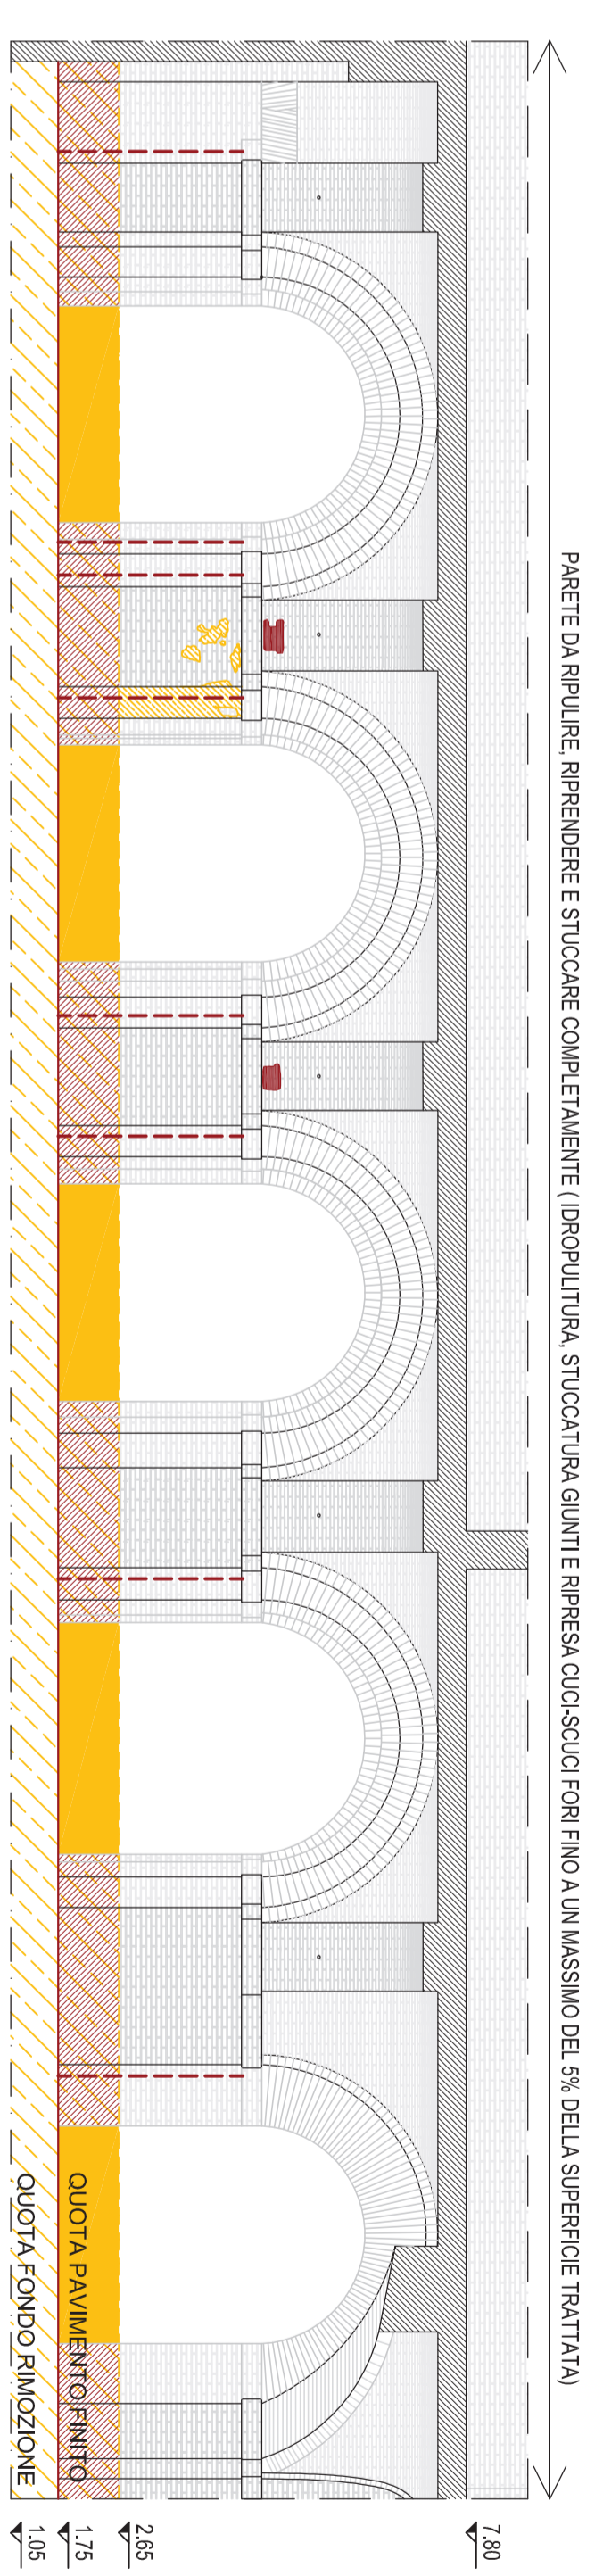 PARETE DA RIPULIRE, RIPRENDERE E STUCCARE COMPLETAMENTE ( IDROPULITURA, STUCCATURA GIUNTI E RIPRESA CUCI-SCUCI FORI FINO A UN MASSIMO DEL 5% DELLA SUPERFICIE TRATTATA)
7.80
2.65
QUOTA PAVIMENTO FINITO
1.75
QUOTA FONDO RIMOZIONE
1.05